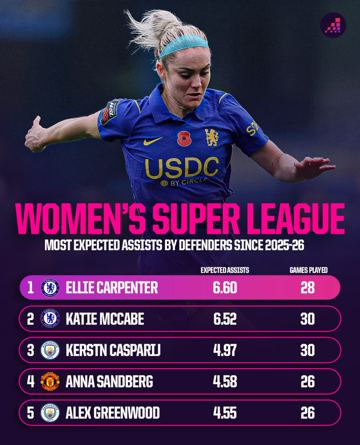 USDC
BY CIRCLE
WOMEN'S SUPER LEAGUE
MOST EXPECTED ASSISTS BY DEFENDERS SINCE 2025-26
EXPECTED ASSISTS GAMES PLAYED
1 ELLIE CARPENTER 6.60 28
2 KATIE MCCABE 6.52 30
3 KERSTN CASPARIJ 4.97 30
4 ANNA SANDBERG 4.58 26
5 ALEX GREENWOOD 4.55 26